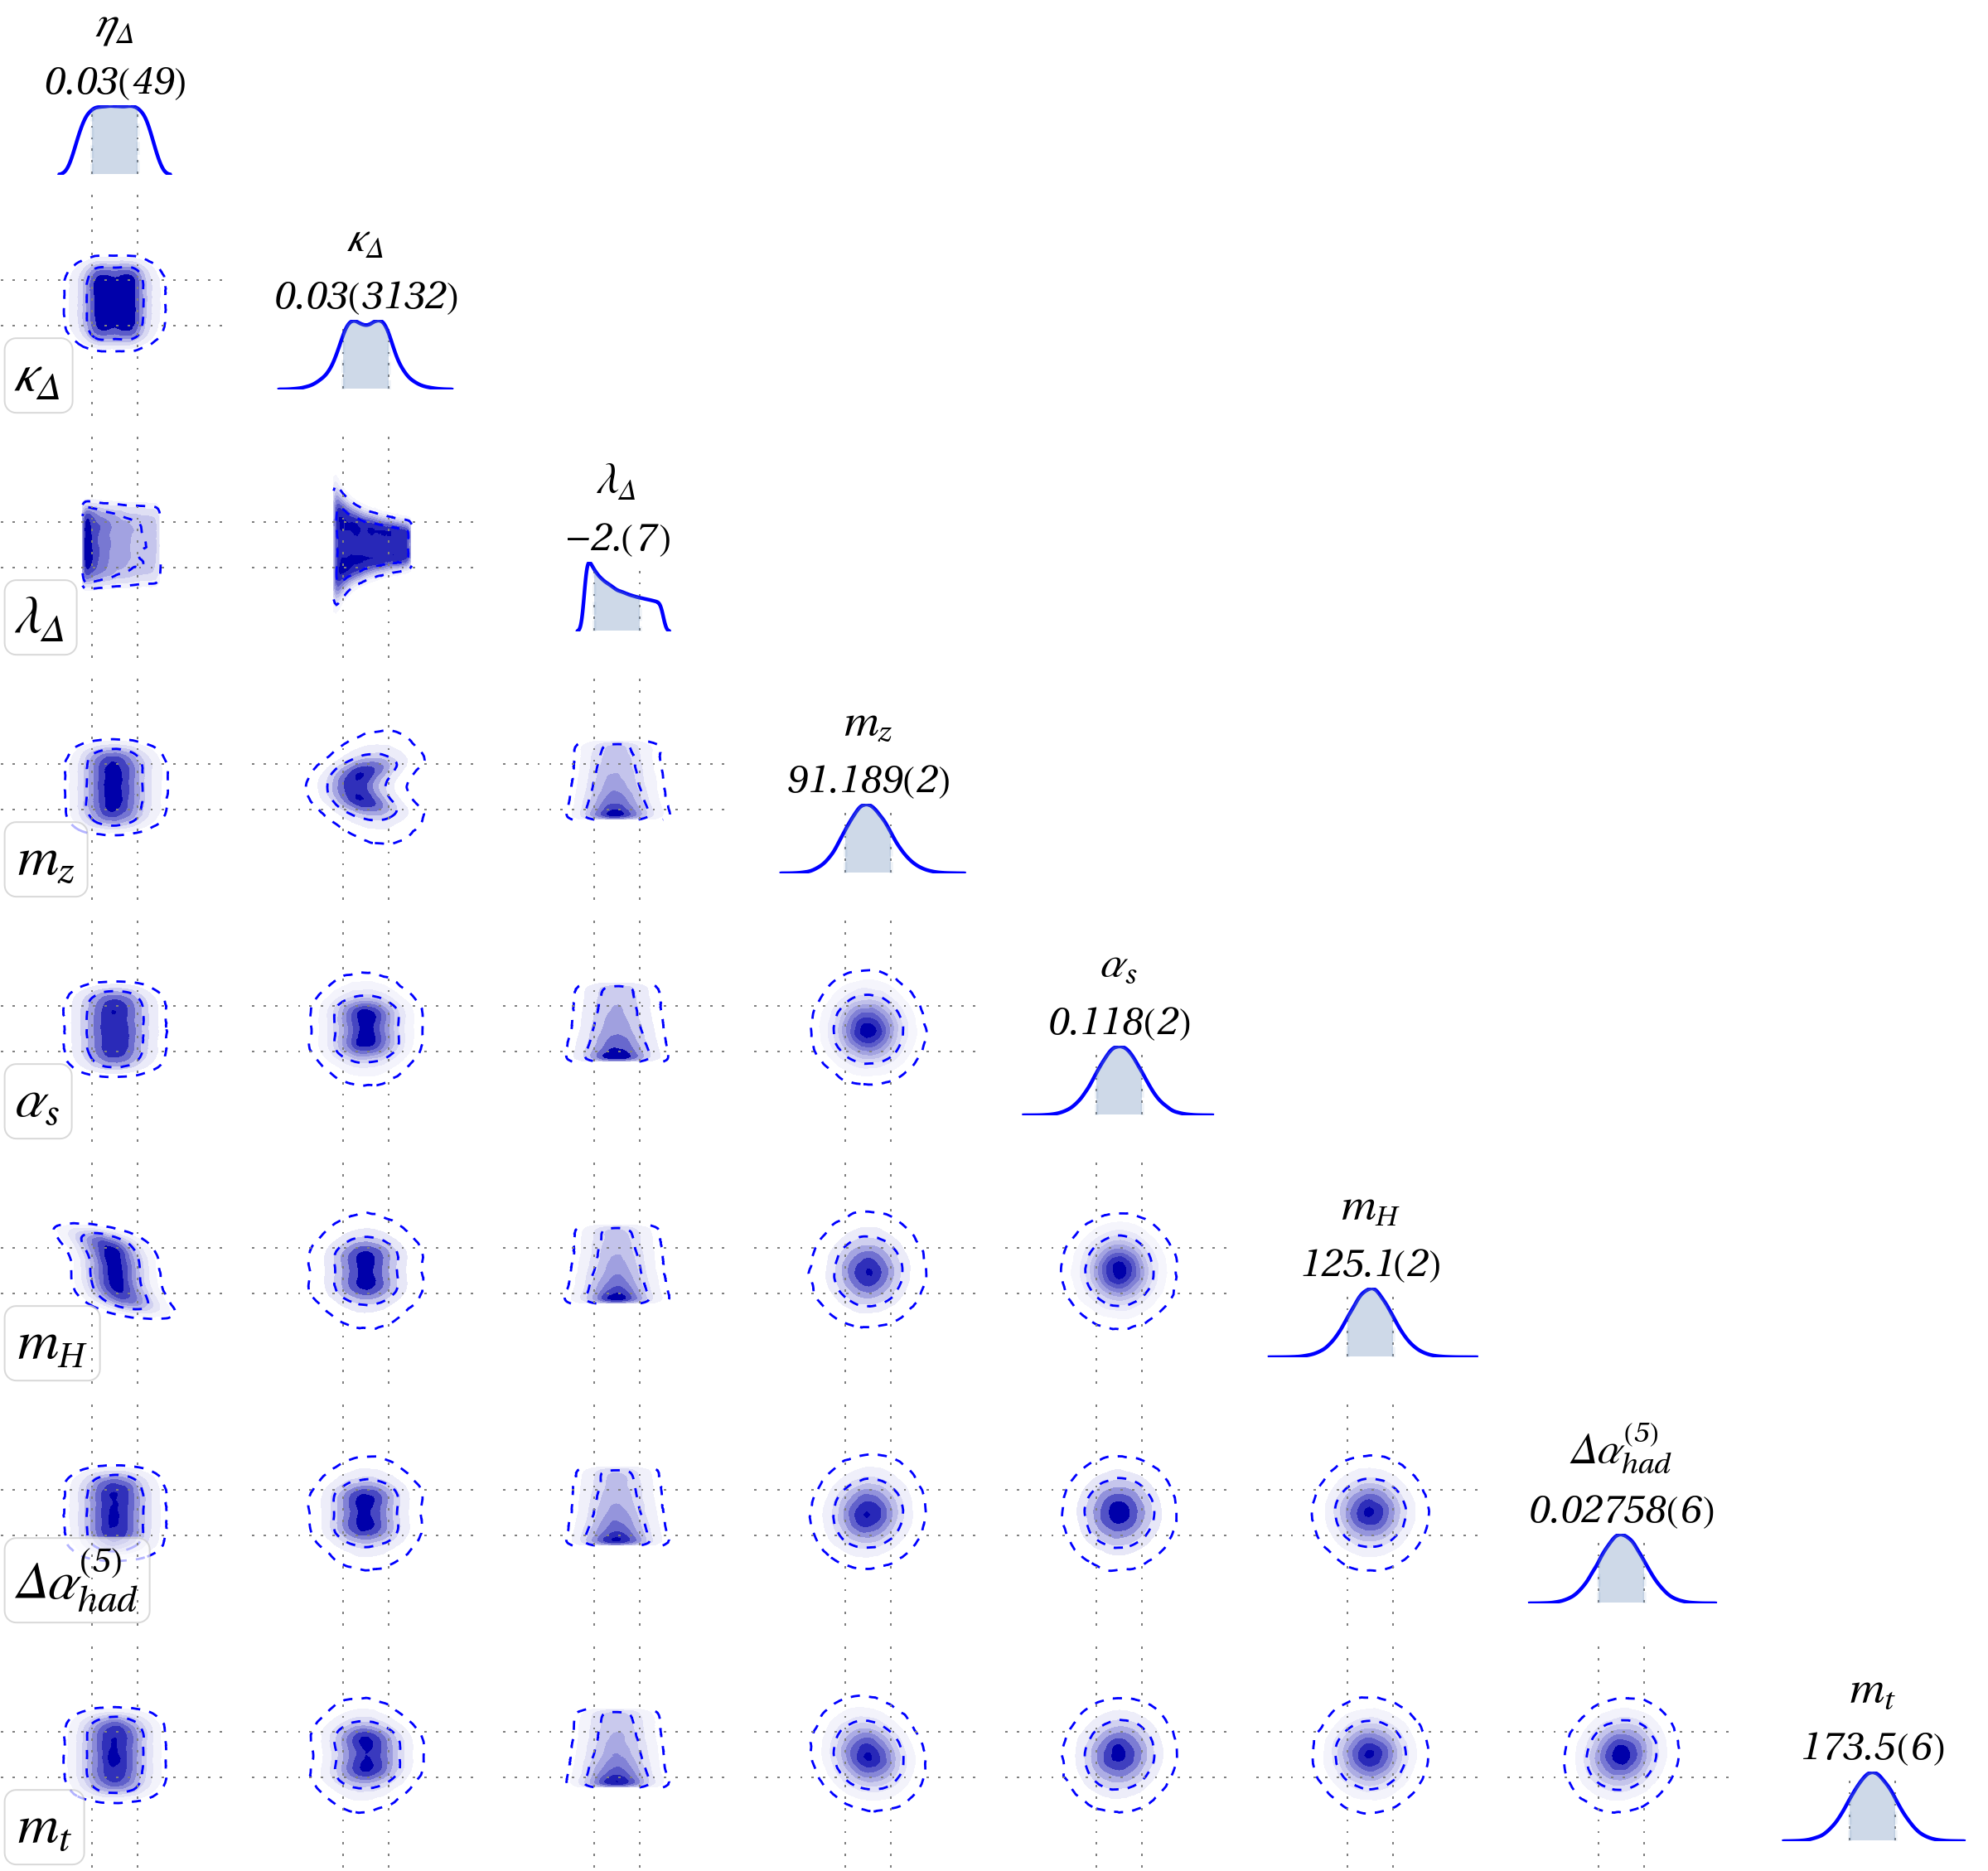 η_Δ
0.03(49)
κ_Δ
0.03(3132)
κ_Δ
λ_Δ
−2.(7)
λ_Δ
m_z
91.189(2)
m_z
α_s
0.118(2)
α_s
m_H
125.1(2)
m_H
Δα_had^(5)
0.02758(6)
Δα_had^(5)
m_t
173.5(6)
m_t